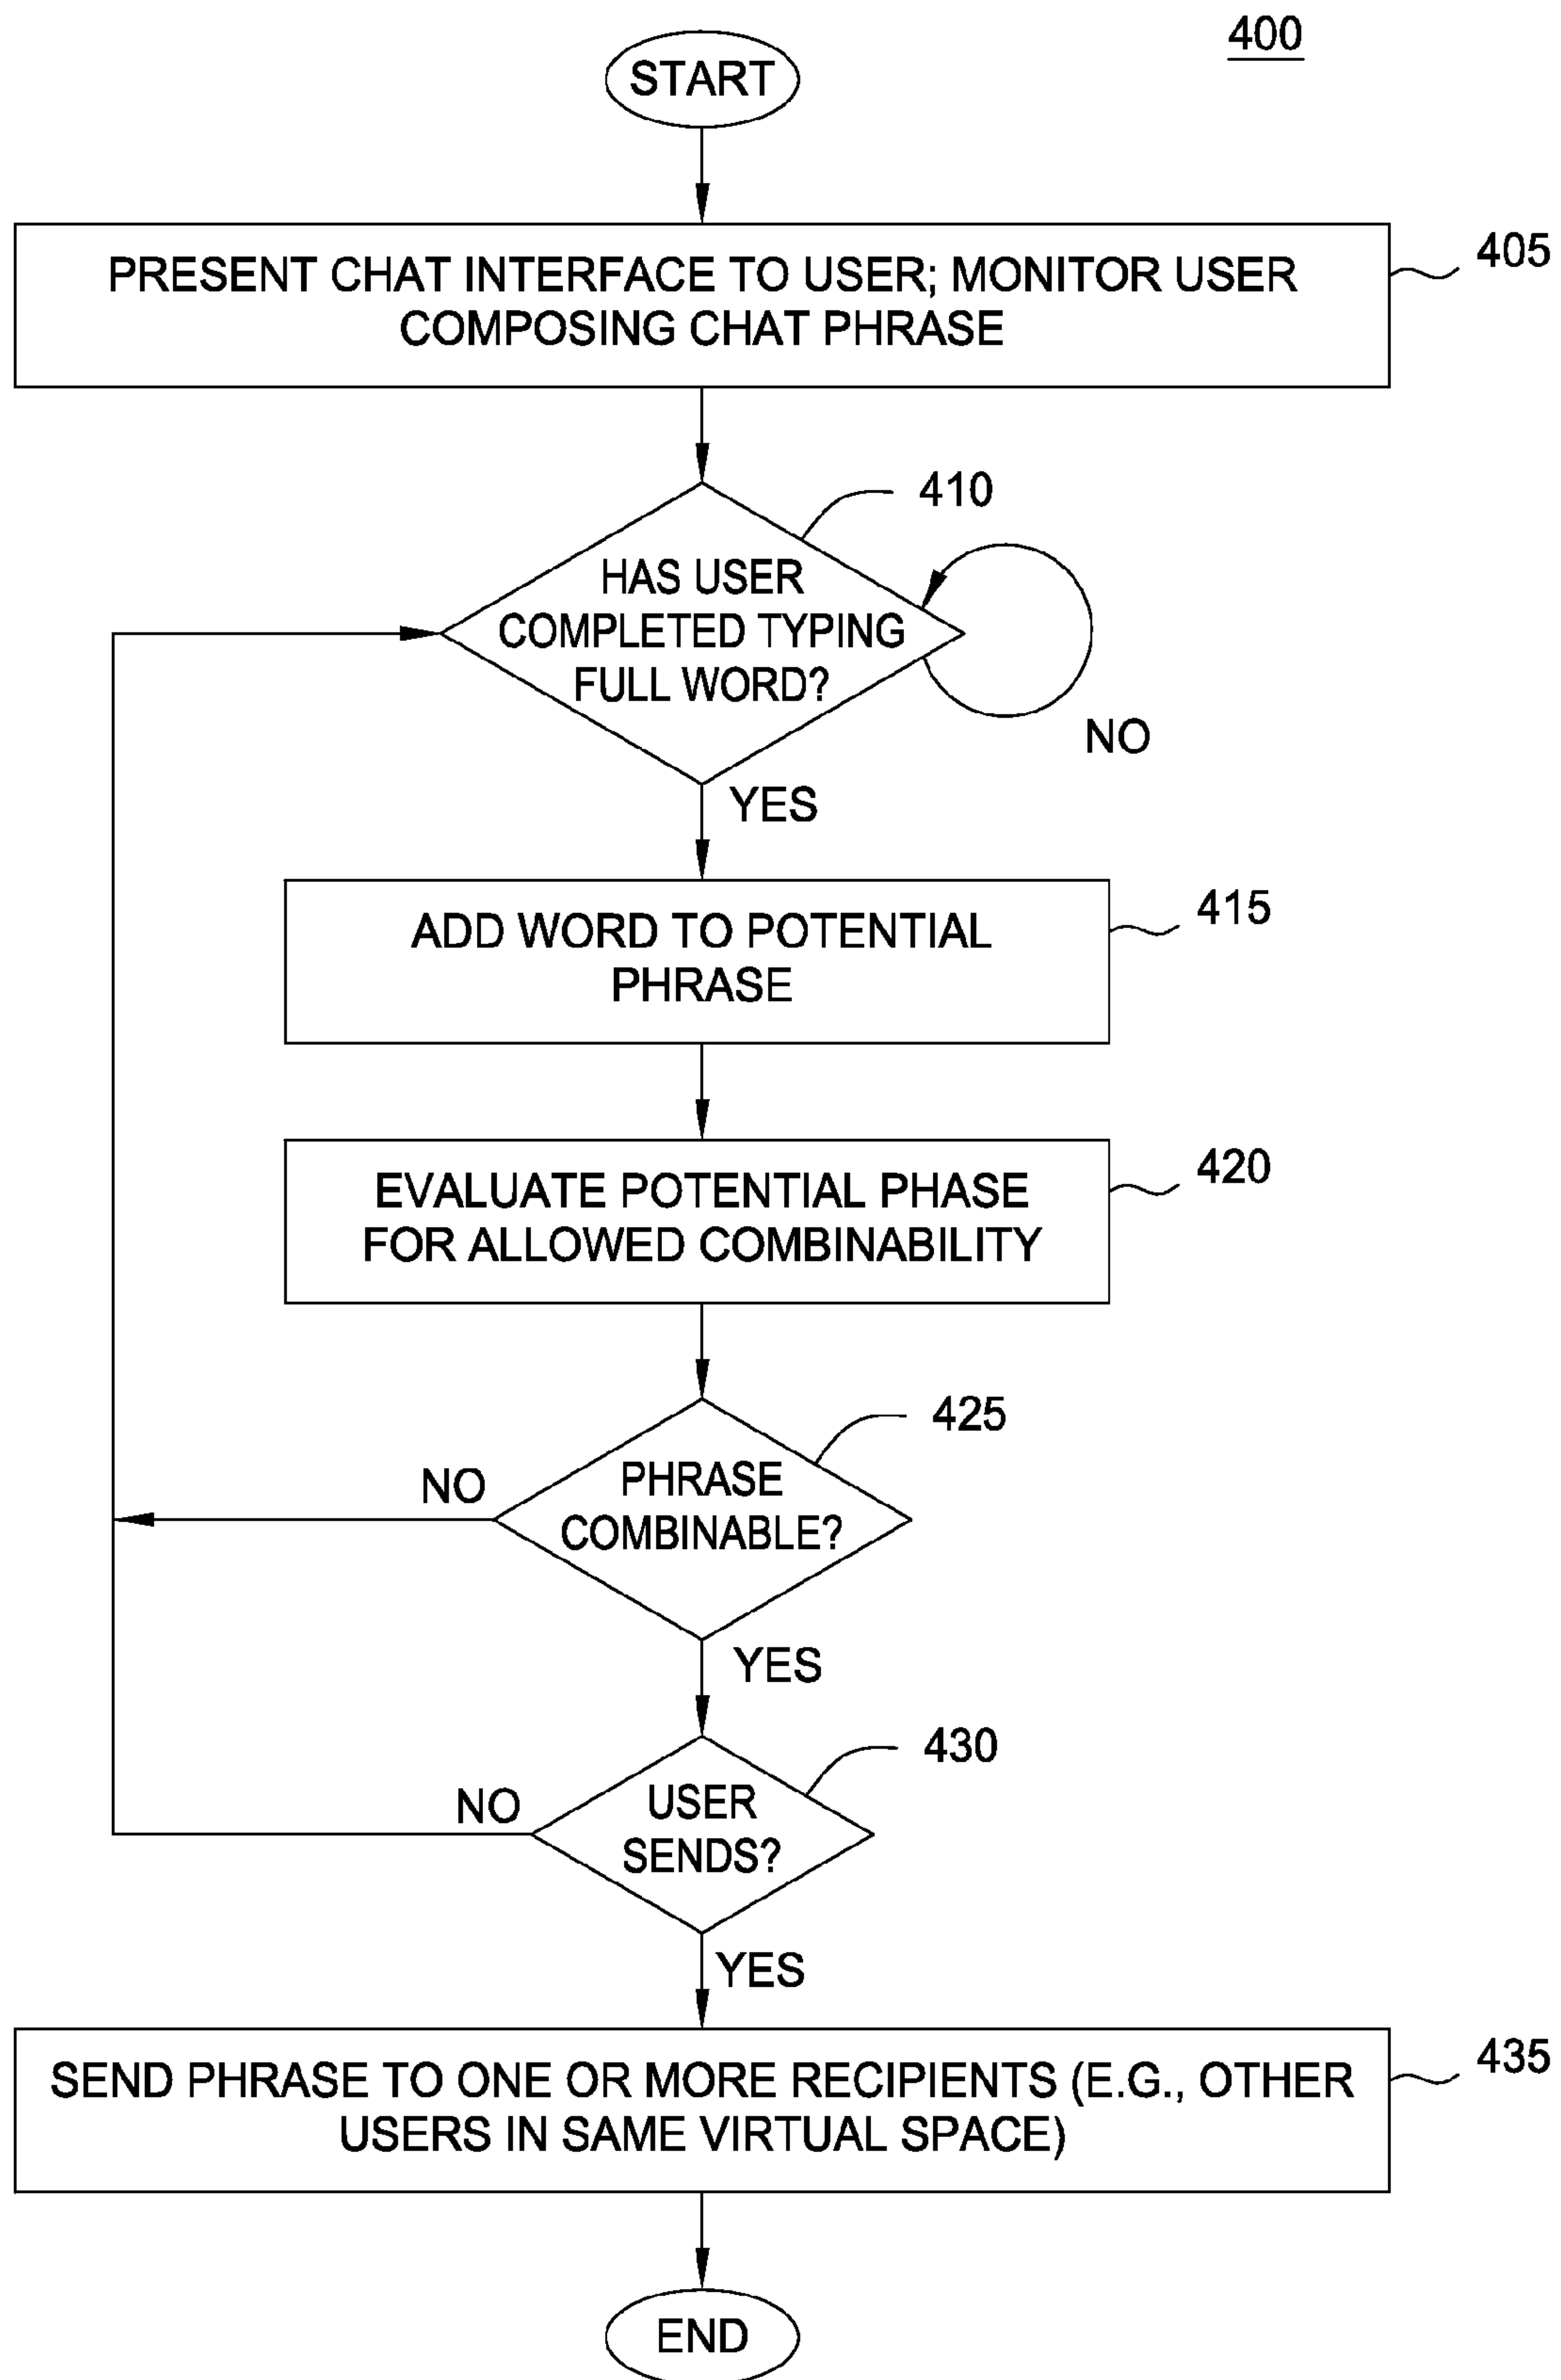 400
START
PRESENT CHAT INTERFACE TO USER; MONITOR USER
COMPOSING CHAT PHRASE
405
410
HAS USER
COMPLETED TYPING
FULL WORD?
NO
YES
ADD WORD TO POTENTIAL
PHRASE
415
EVALUATE POTENTIAL PHASE
FOR ALLOWED COMBINABILITY
420
425
PHRASE
COMBINABLE?
NO
YES
430
USER
SENDS?
NO
YES
SEND PHRASE TO ONE OR MORE RECIPIENTS (E.G., OTHER
USERS IN SAME VIRTUAL SPACE)
435
END